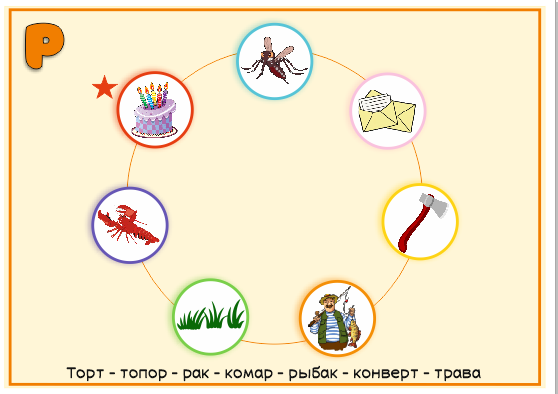 Р
Торт – топор – рак – комар – рыбак – конверт – трава